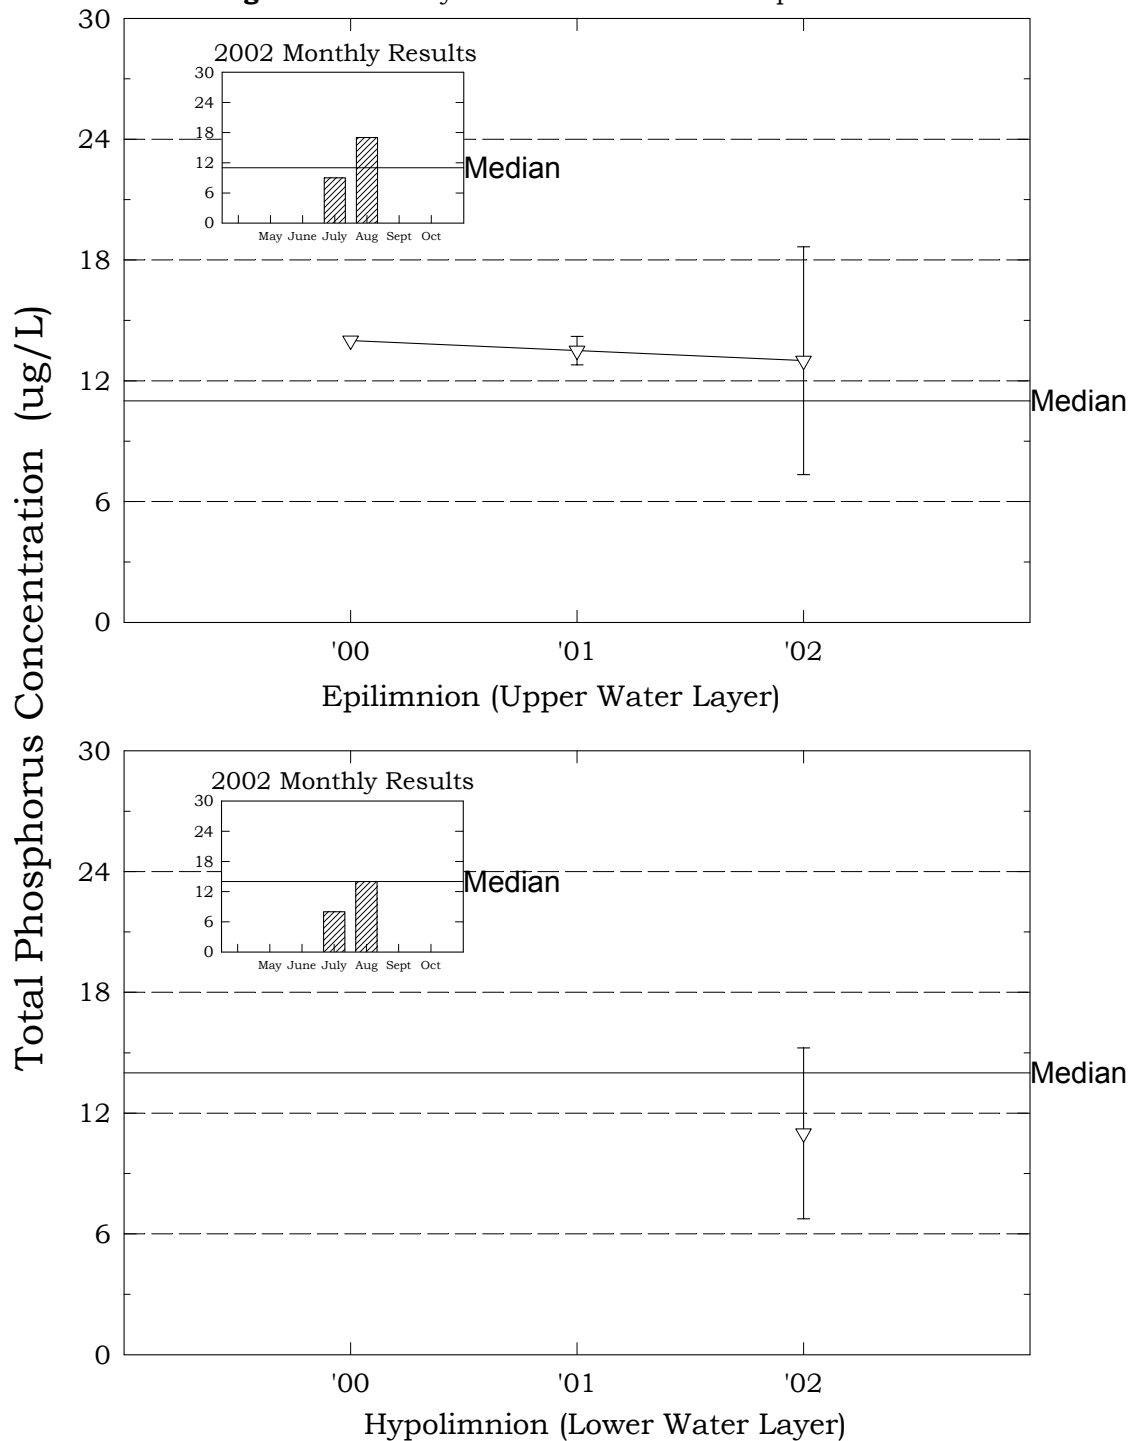 30
2002 Monthly Results
30
24
18
12
6
0
Median
May June July Aug Sept Oct
24
18
12
6
0
Median
'00 '01 '02
Epilimnion (Upper Water Layer)
Total Phosphorus Concentration (ug/L)
30
2002 Monthly Results
30
24
18
12
6
0
Median
May June July Aug Sept Oct
24
18
12
6
0
Median
'00 '01 '02
Hypolimnion (Lower Water Layer)